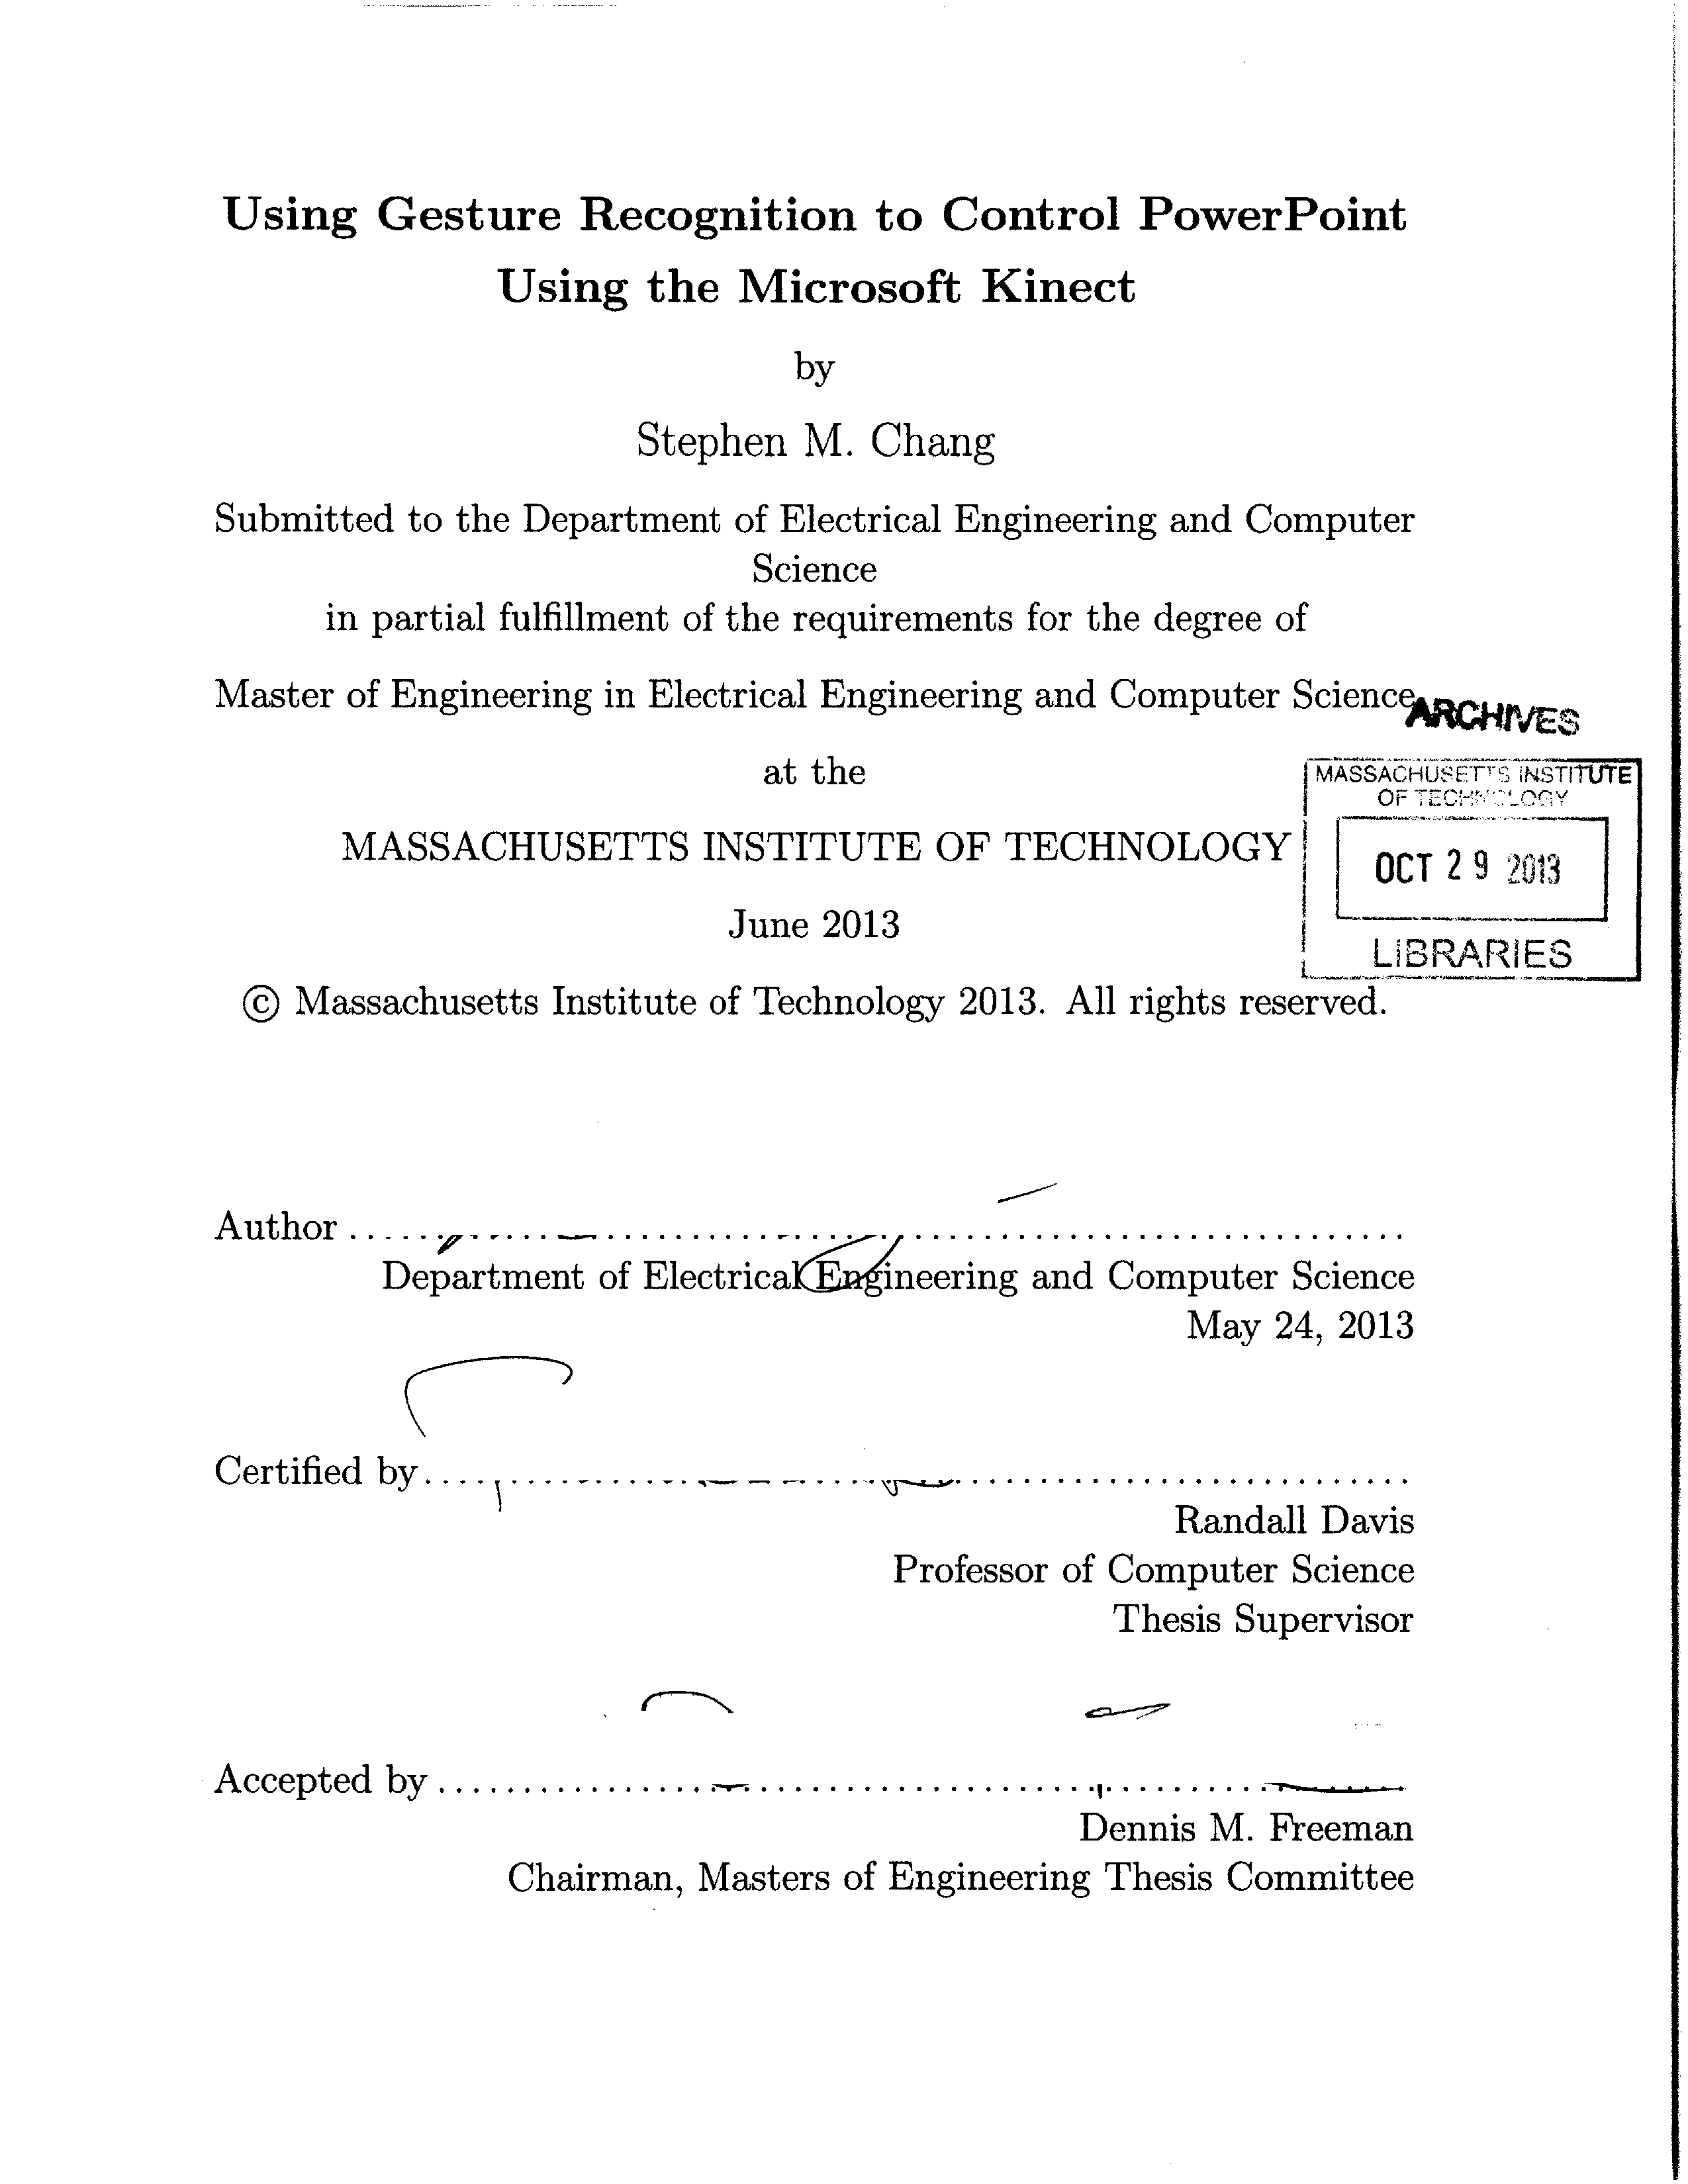 Using Gesture Recognition to Control PowerPoint
Using the Microsoft Kinect
by
Stephen M. Chang
Submitted to the Department of Electrical Engineering and Computer
Science
in partial fulfillment of the requirements for the degree of
Master of Engineering in Electrical Engineering and Computer Science
ARCHIVES
at the
MASSACHUSETTS INSTITUTE OF TECHNOLOGY
June 2013
MASSACHUSETTS INSTITUTE
OF TECHNOLOGY
OCT 29 2013
LIBRARIES
© Massachusetts Institute of Technology 2013. All rights reserved.
Author
Department of Electrical Engineering and Computer Science
May 24, 2013
Certified by
Randall Davis
Professor of Computer Science
Thesis Supervisor
Accepted by
Dennis M. Freeman
Chairman, Masters of Engineering Thesis Committee